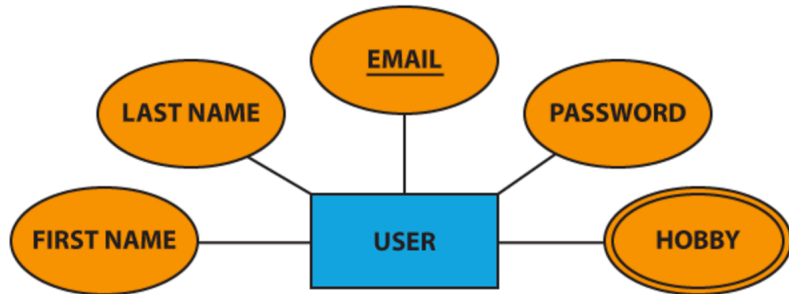 EMAIL
LAST NAME
PASSWORD
FIRST NAME
USER
HOBBY